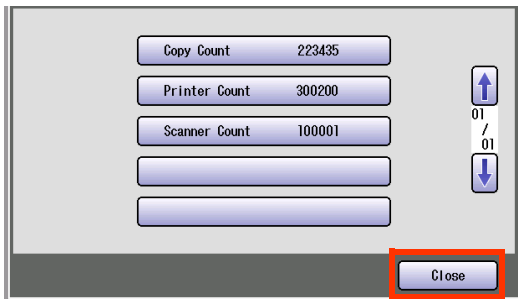 Copy Count 223435
Printer Count 300200
Scanner Count 100001
01
/
01
Close